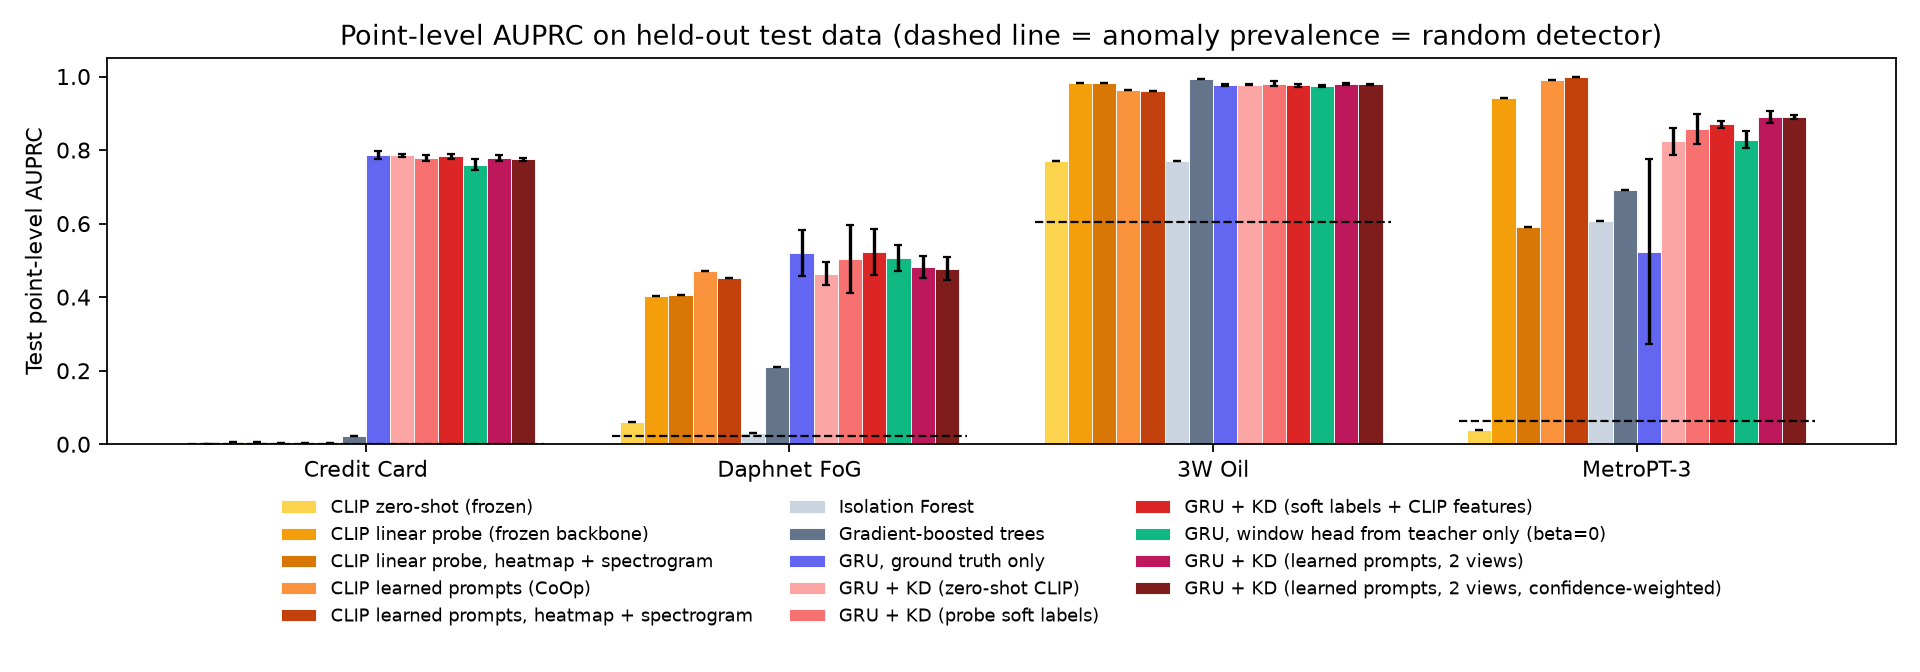 Point-level AUPRC on held-out test data (dashed line = anomaly prevalence = random detector)
Test point-level AUPRC
1.0
0.8
0.6
0.4
0.2
0.0
Credit Card
Daphnet FoG
3W Oil
MetroPT-3
CLIP zero-shot (frozen)
CLIP linear probe (frozen backbone)
CLIP linear probe, heatmap + spectrogram
CLIP learned prompts (CoOp)
CLIP learned prompts, heatmap + spectrogram
Isolation Forest
Gradient-boosted trees
GRU, ground truth only
GRU + KD (zero-shot CLIP)
GRU + KD (probe soft labels)
GRU + KD (soft labels + CLIP features)
GRU, window head from teacher only (beta=0)
GRU + KD (learned prompts, 2 views)
GRU + KD (learned prompts, 2 views, confidence-weighted)